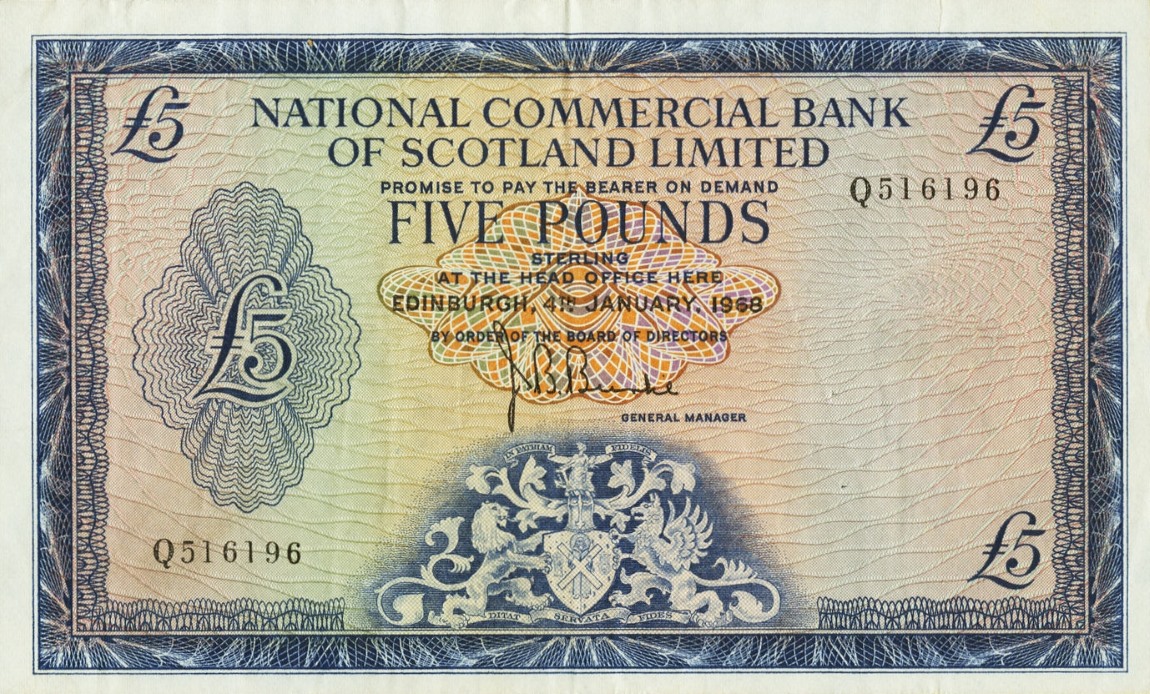 £5
NATIONAL COMMERCIAL BANK
OF SCOTLAND LIMITED
£5
PROMISE TO PAY THE BEARER ON DEMAND
Q516196
FIVE POUNDS
STERLING
AT THE HEAD OFFICE HERE
EDINBURGH, 4TH JANUARY, 1968
BY ORDER OF THE BOARD OF DIRECTORS
£5
GENERAL MANAGER
IN PATRIAM FIDELIS
Q516196
£5
DITAT SERVATA FIDES